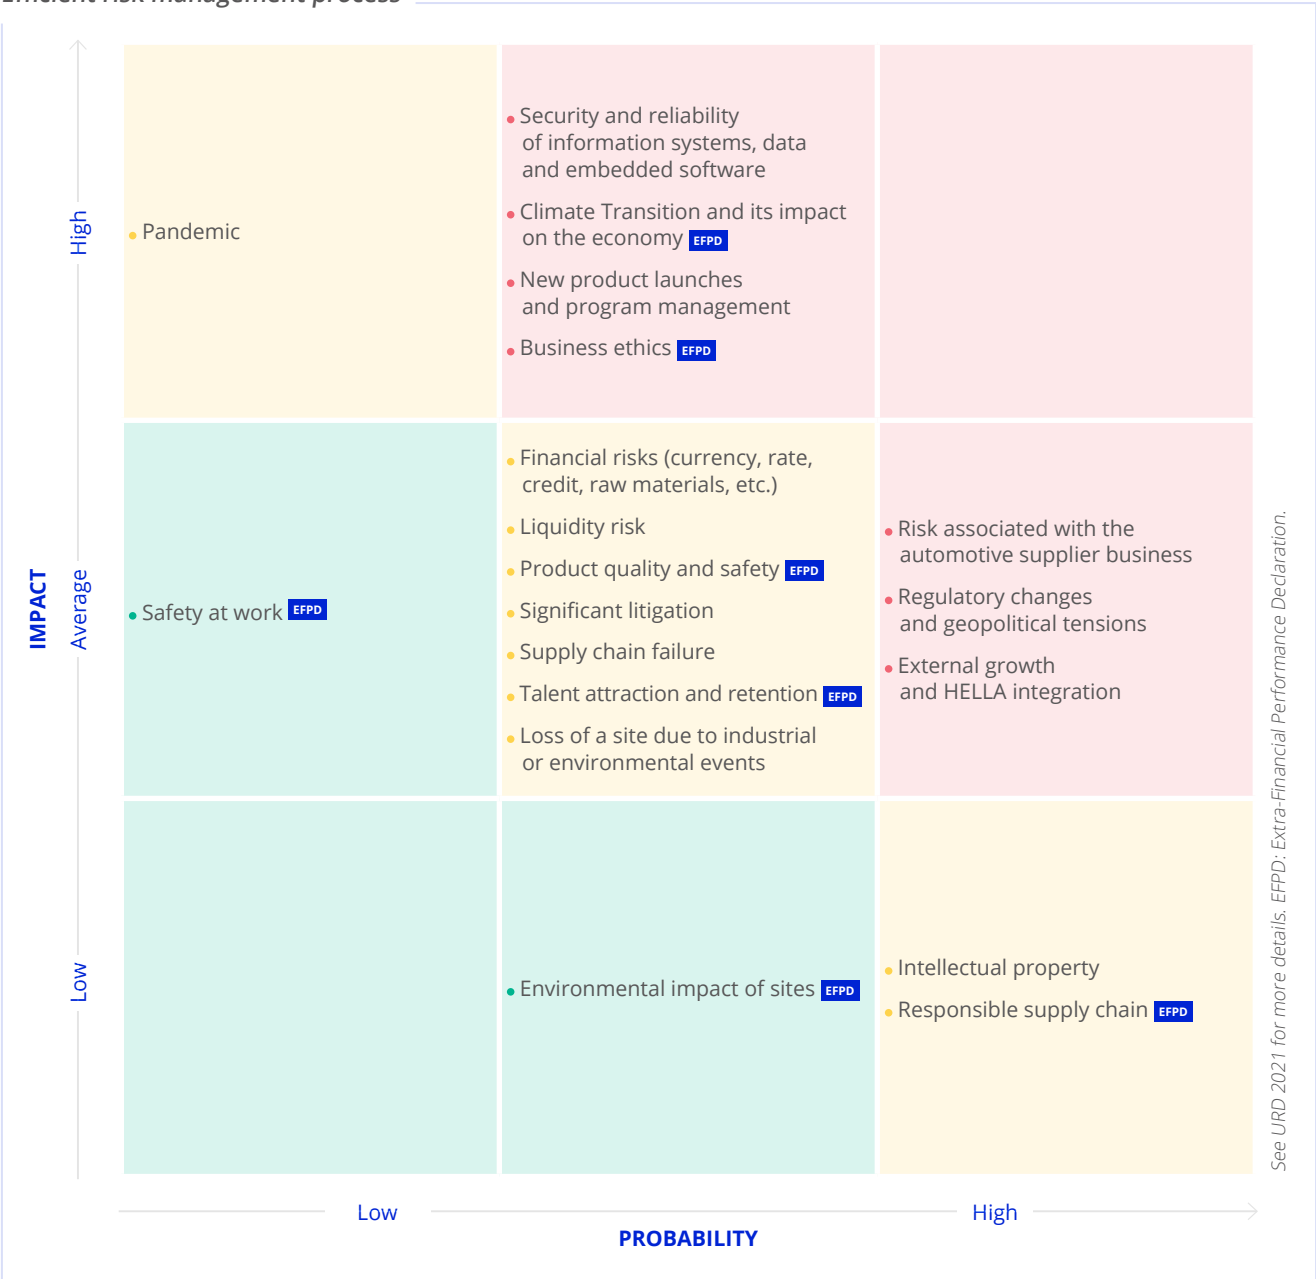 Efficient risk management process
Security and reliability
of information systems, data
and embedded software
Climate Transition and its impact
on the economy EFPD
New product launches
and program management
Business ethics EFPD
Pandemic
High
Financial risks (currency, rate,
credit, raw materials, etc.)
Liquidity risk
Product quality and safety EFPD
Significant litigation
Supply chain failure
Talent attraction and retention EFPD
Loss of a site due to industrial
or environmental events
Risk associated with the
automotive supplier business
Regulatory changes
and geopolitical tensions
External growth
and HELLA integration
Safety at work EFPD
IMPACT
Average
Low
Environmental impact of sites EFPD
Intellectual property
Responsible supply chain EFPD
See URD 2021 for more details. EFPD: Extra-Financial Performance Declaration.
Low
High
PROBABILITY